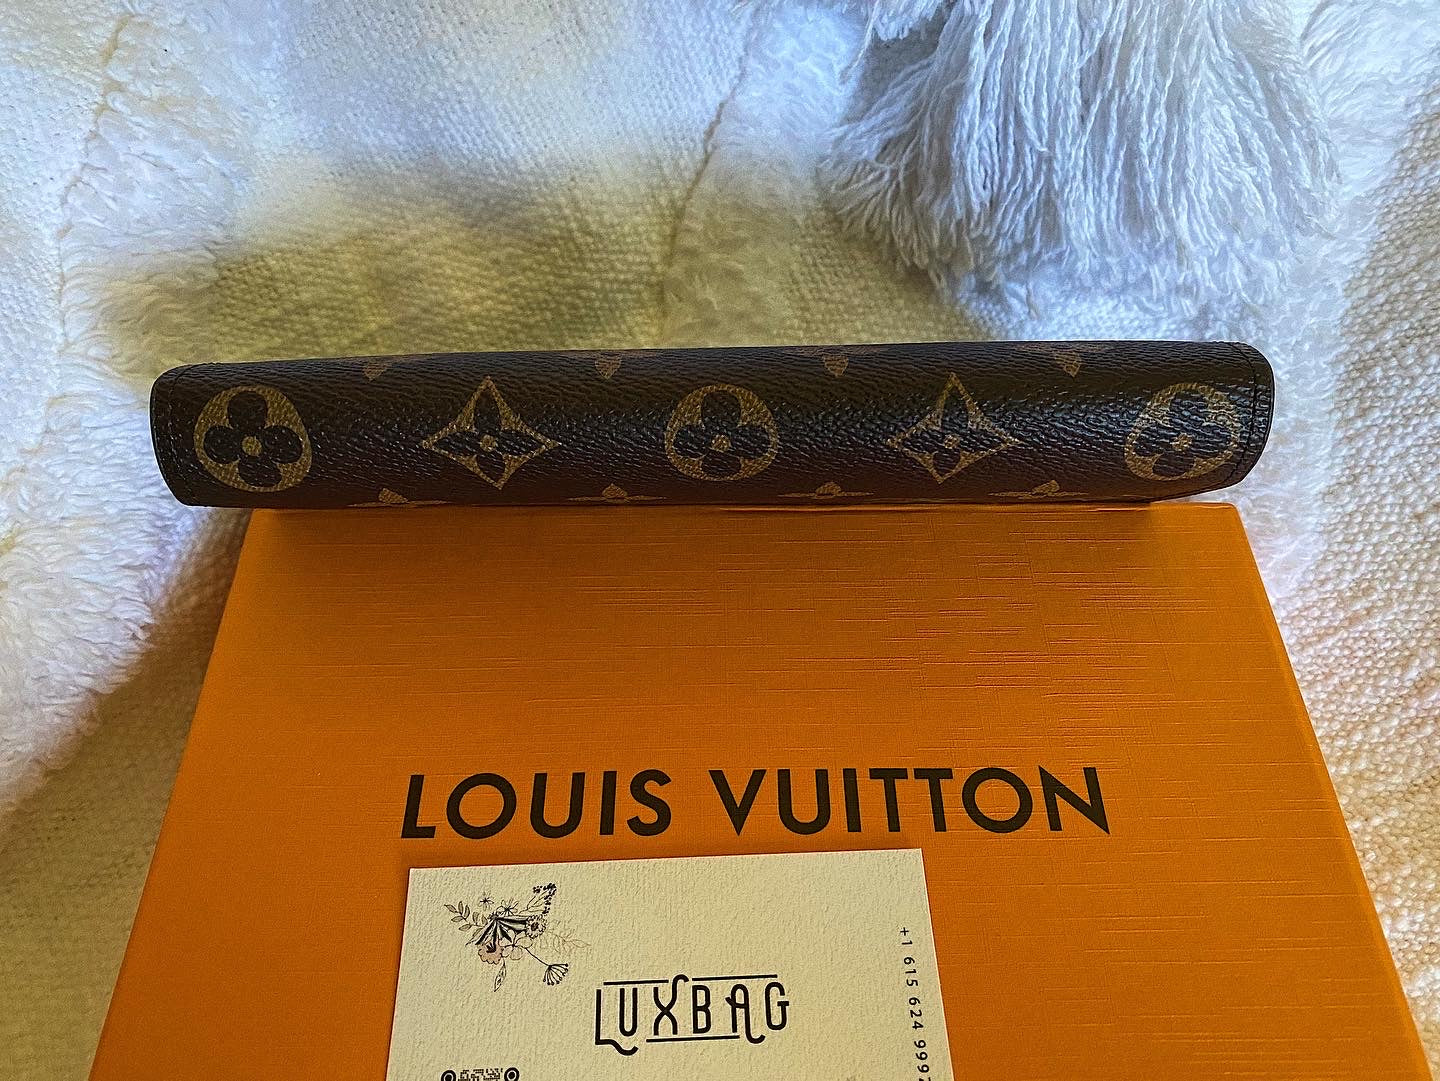 LOUIS VUITTON
LUXBAG
+1 615 624 999